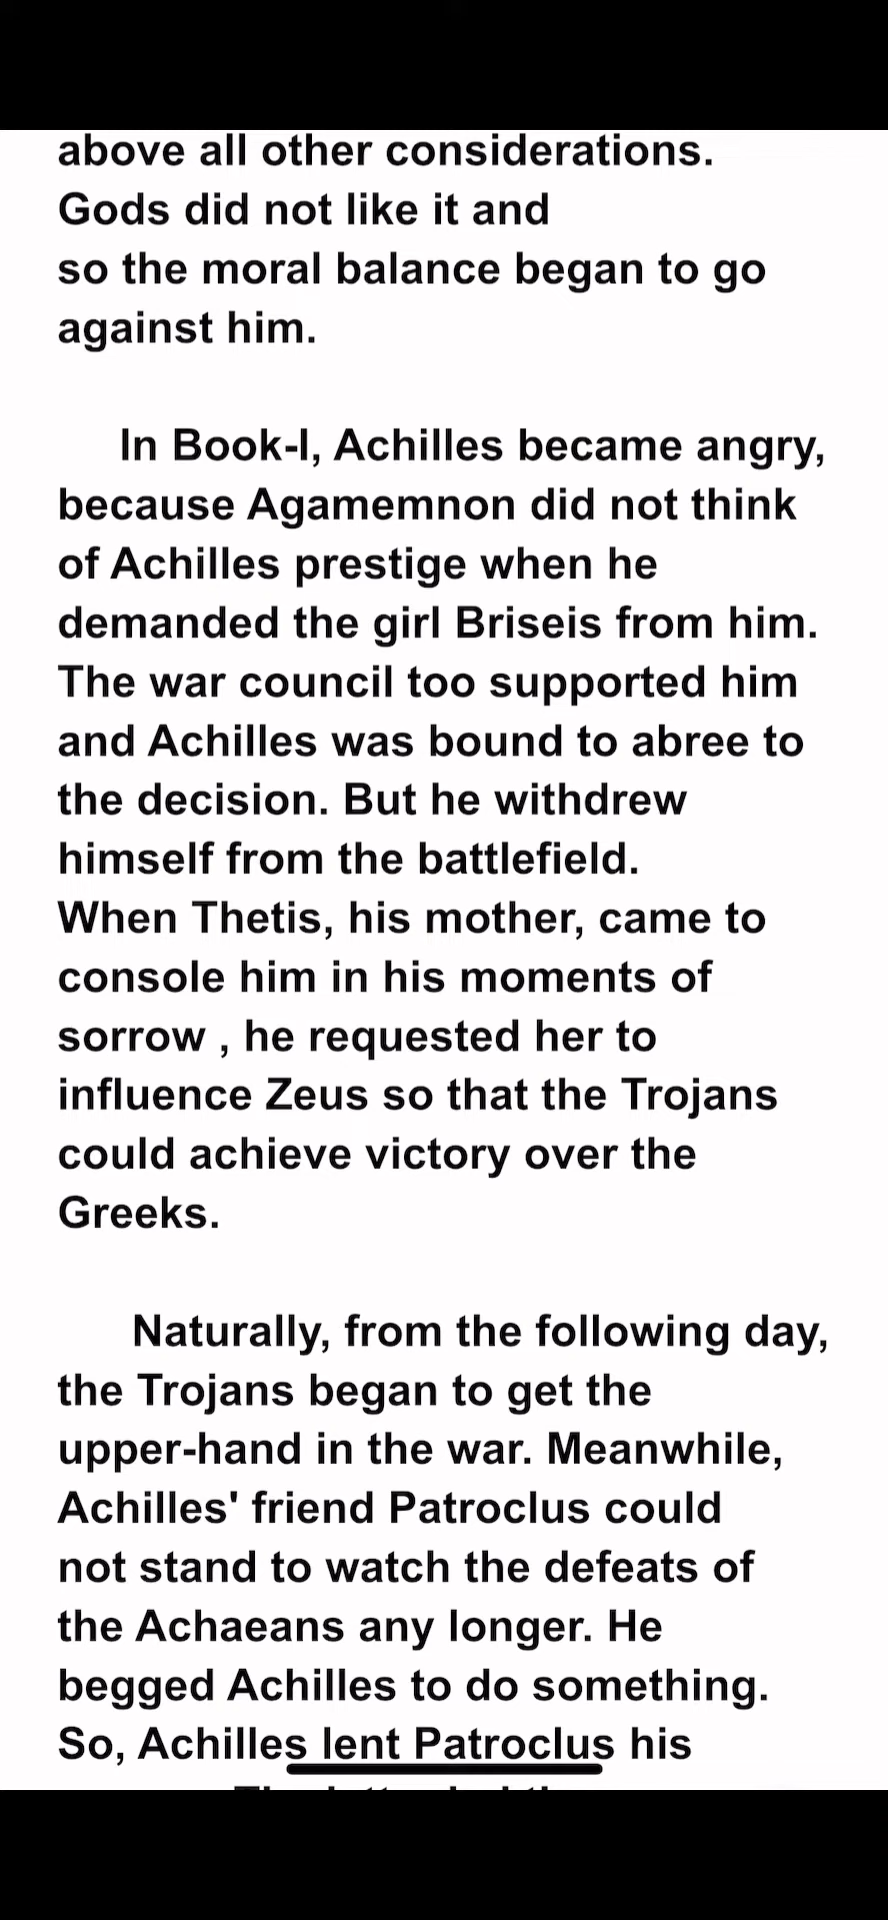 above all other considerations.
Gods did not like it and
so the moral balance began to go
against him.
In Book-I, Achilles became angry,
because Agamemnon did not think
of Achilles prestige when he
demanded the girl Briseis from him.
The war council too supported him
and Achilles was bound to abree to
the decision. But he withdrew
himself from the battlefield.
When Thetis, his mother, came to
console him in his moments of
sorrow , he requested her to
influence Zeus so that the Trojans
could achieve victory over the
Greeks.
Naturally, from the following day,
the Trojans began to get the
upper-hand in the war. Meanwhile,
Achilles' friend Patroclus could
not stand to watch the defeats of
the Achaeans any longer. He
begged Achilles to do something.
So, Achilles lent Patroclus his